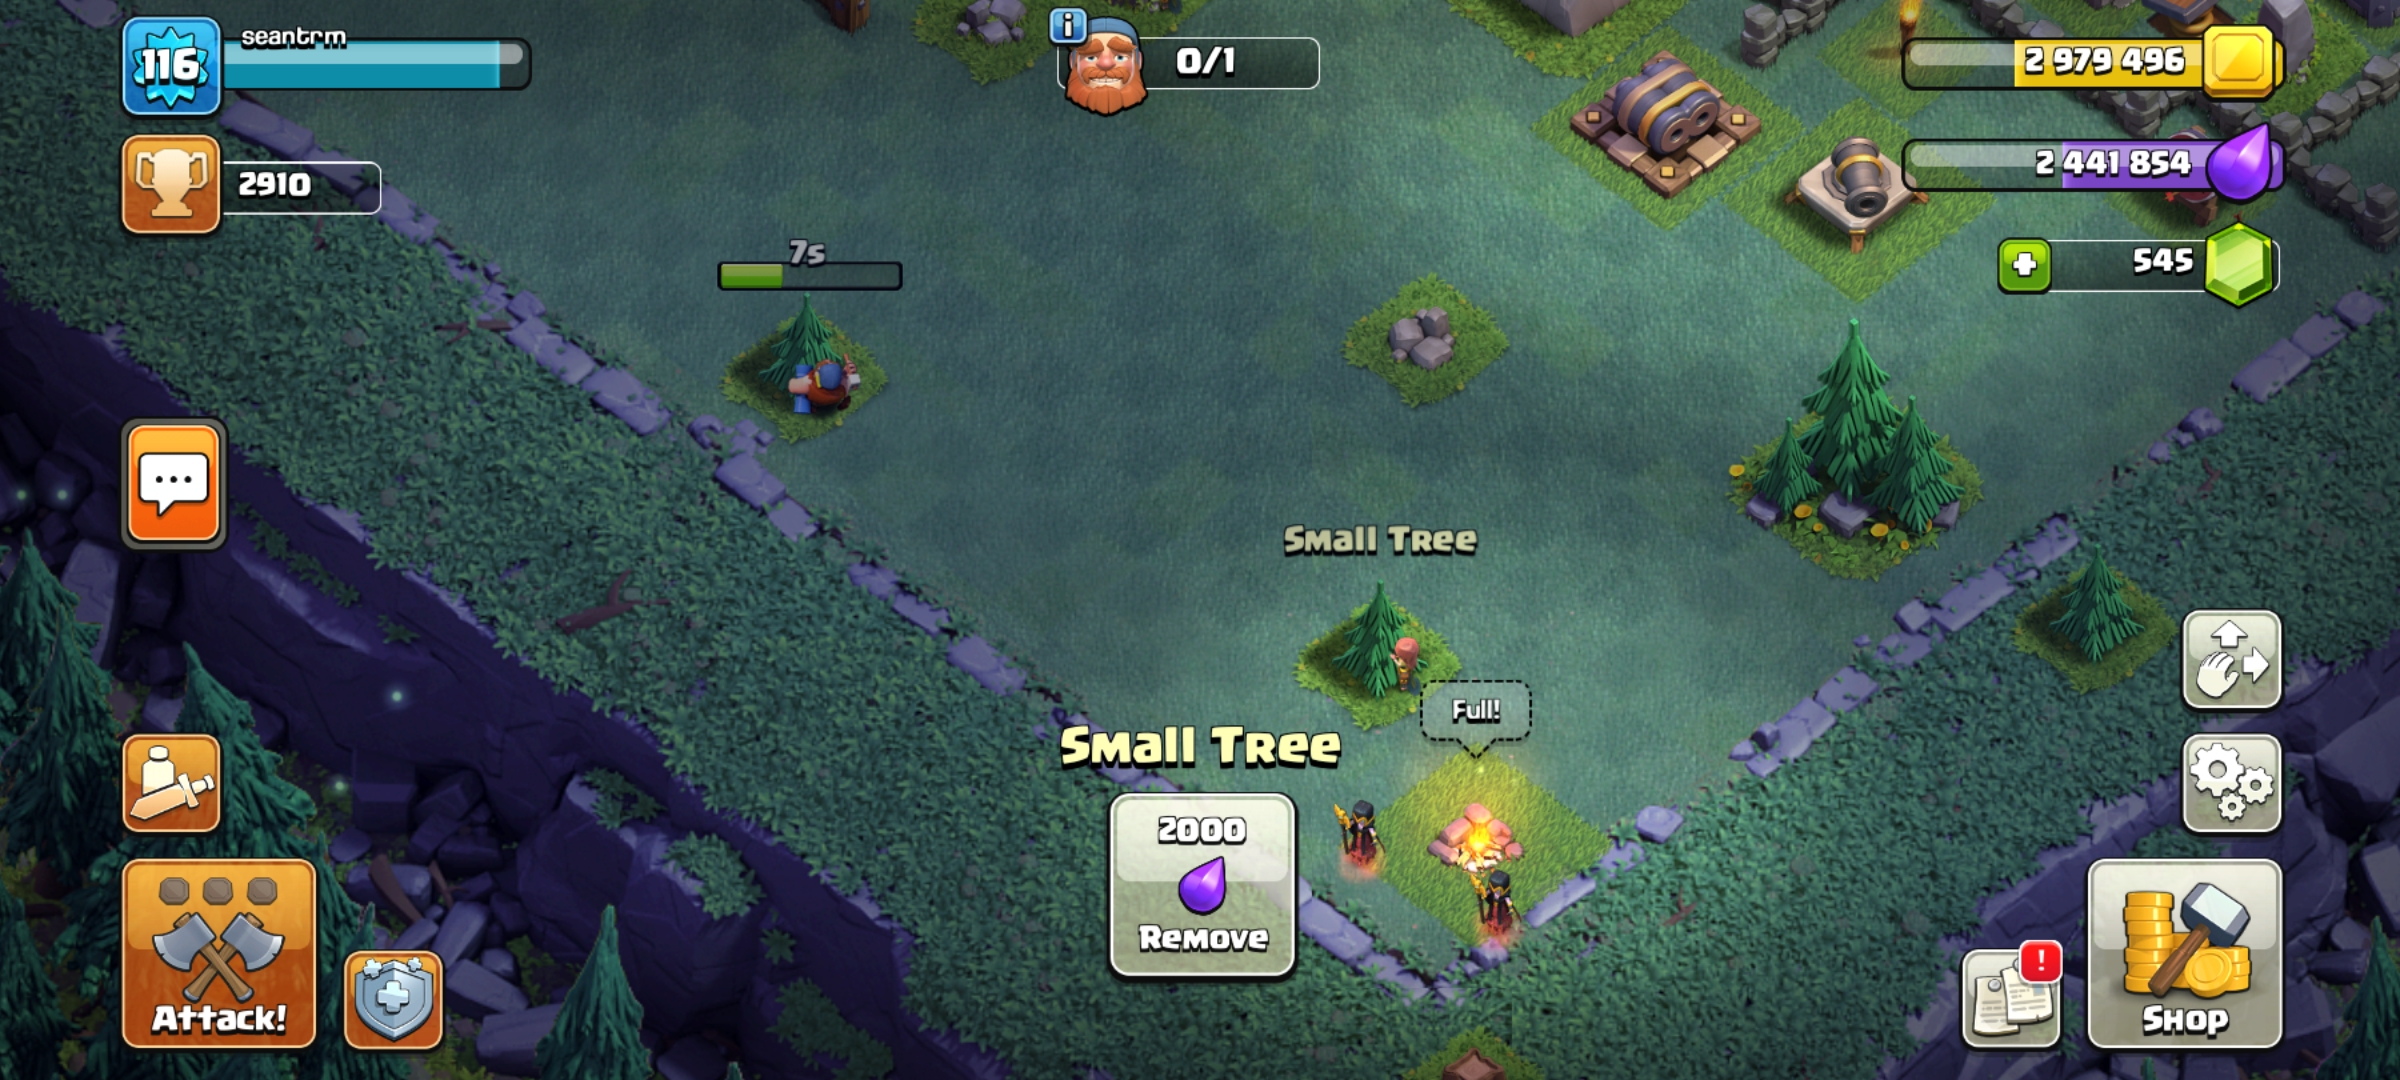 116
seantrm
0/1
2 979 496
2910
2 441 854
7s
545
Small Tree
Full!
Small Tree
2000
Remove
Attack!
Shop